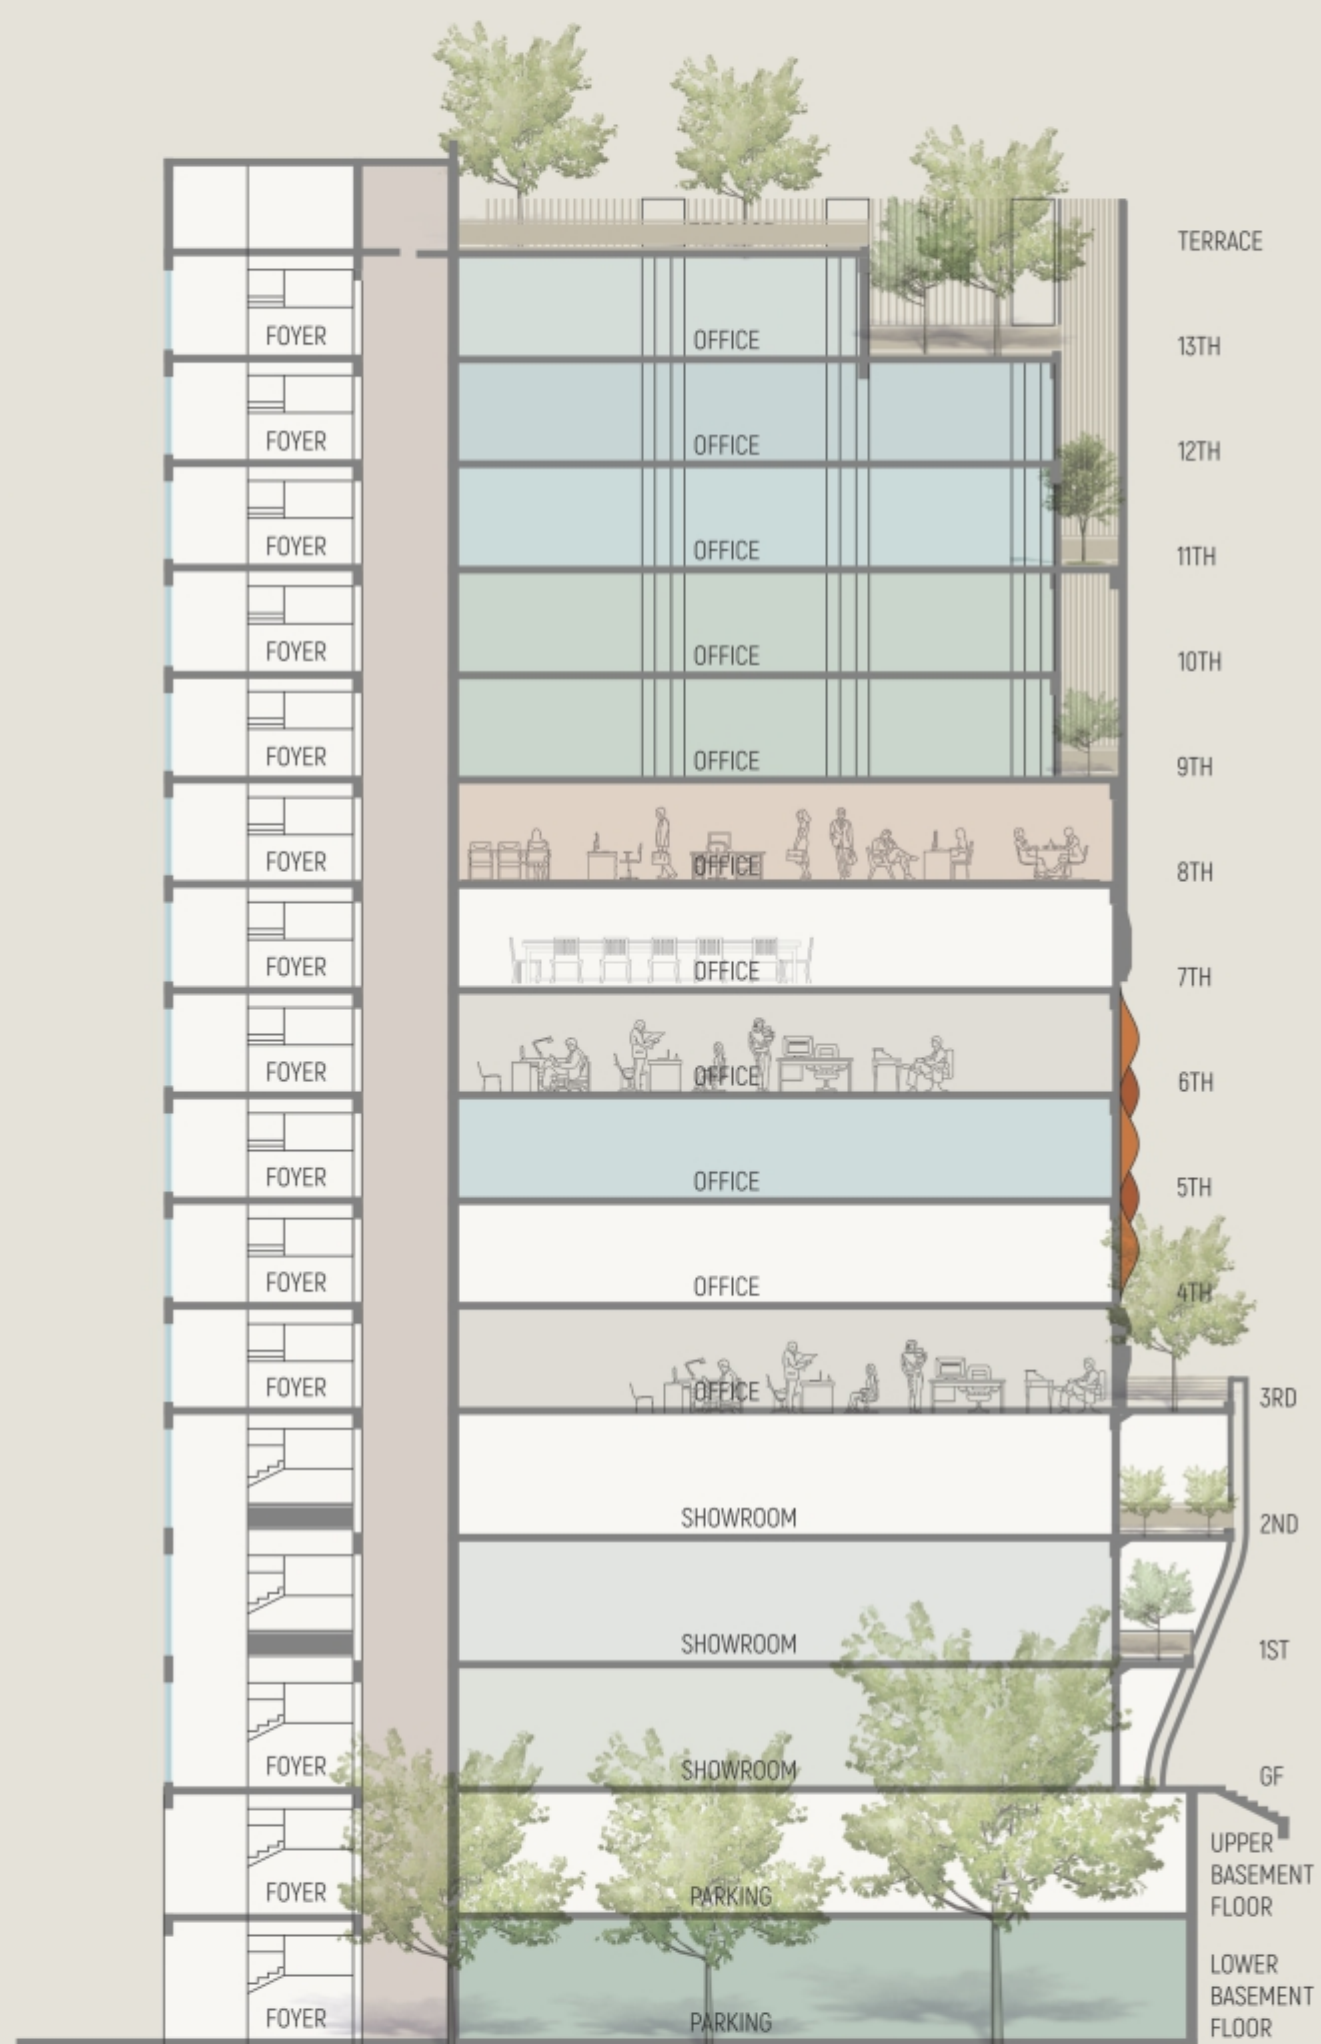 TERRACE
FOYER OFFICE 13TH
FOYER OFFICE 12TH
FOYER OFFICE 11TH
FOYER OFFICE 10TH
FOYER OFFICE 9TH
FOYER OFFICE 8TH
FOYER OFFICE 7TH
FOYER OFFICE 6TH
FOYER OFFICE 5TH
FOYER OFFICE 4TH
FOYER OFFICE 3RD
SHOWROOM 2ND
SHOWROOM 1ST
FOYER SHOWROOM GF
UPPER
BASEMENT
FOYER PARKING FLOOR
LOWER
BASEMENT
FOYER PARKING FLOOR